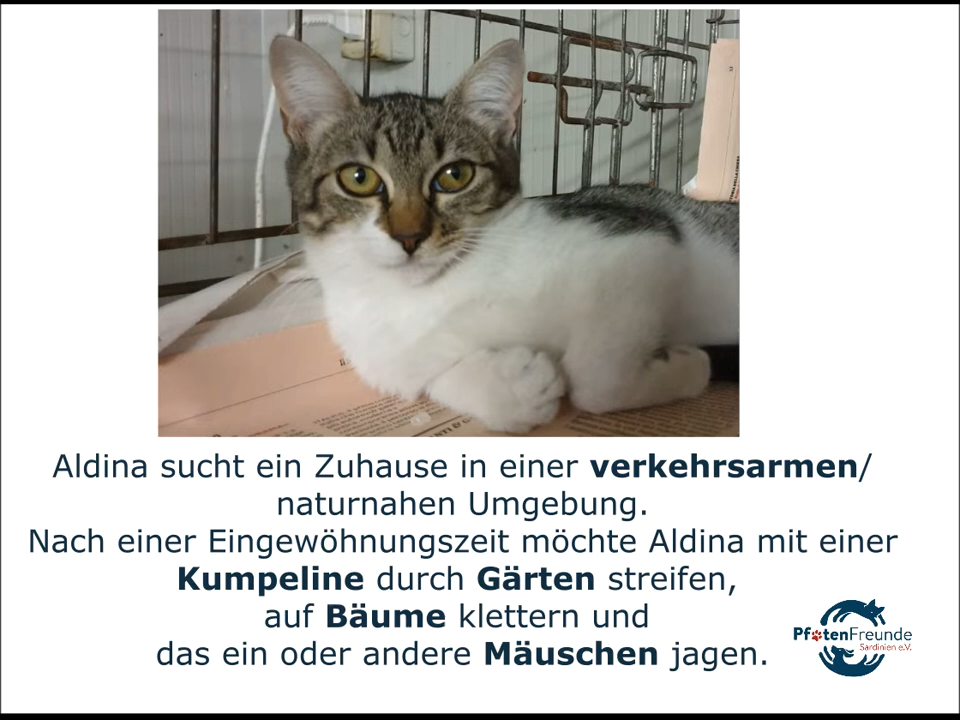 Aldina sucht ein Zuhause in einer verkehrsarmen/
naturnahen Umgebung.
Nach einer Eingewöhnungszeit möchte Aldina mit einer
Kumpeline durch Gärten streifen,
auf Bäume klettern und
das ein oder andere Mäuschen jagen.
PfotenFreunde
Sardinien e.V.